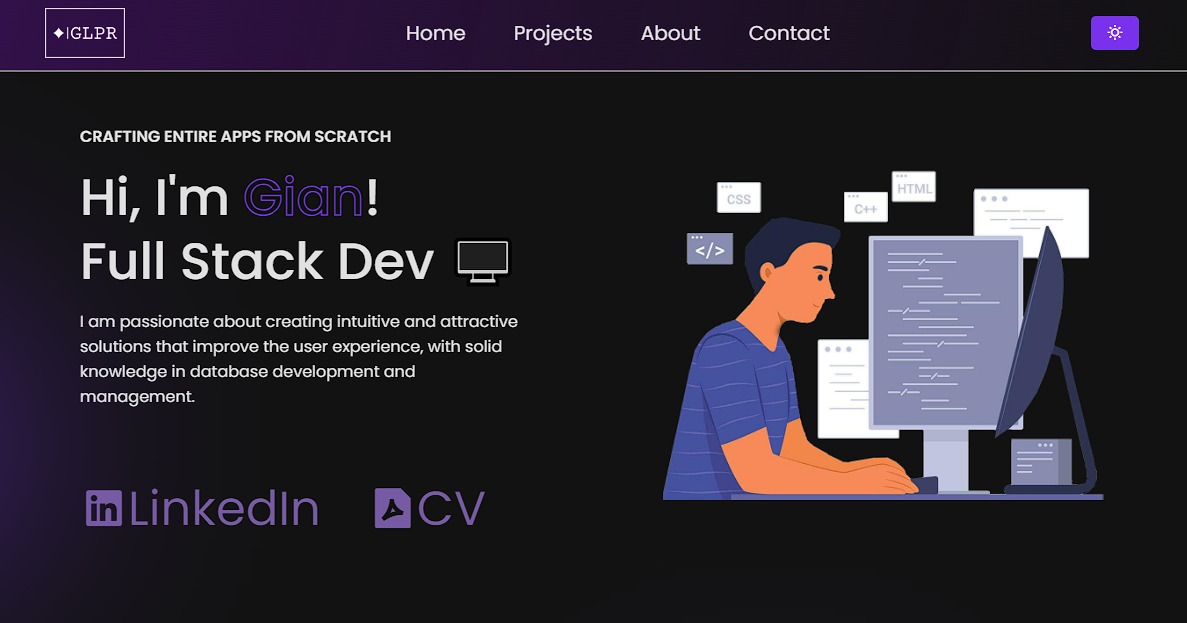 ✦|GLPR
Home Projects About Contact
CRAFTING ENTIRE APPS FROM SCRATCH
Hi, I'm Gian!
Full Stack Dev
I am passionate about creating intuitive and attractive
solutions that improve the user experience, with solid
knowledge in database development and
management.
in LinkedIn
CV
CSS
C++
HTML
</>